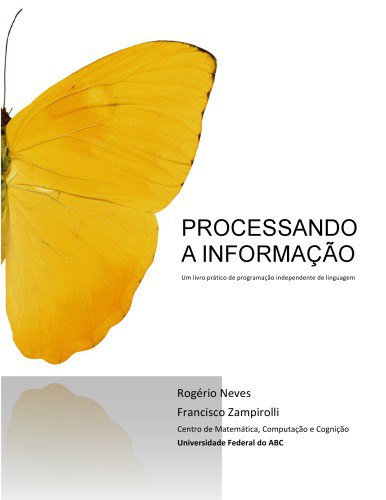 PROCESSANDO
A INFORMAÇÃO
Um livro prático de programação independente de linguagem
Rogério Neves
Francisco Zampirolli
Centro de Matemática, Computação e Cognição
Universidade Federal do ABC